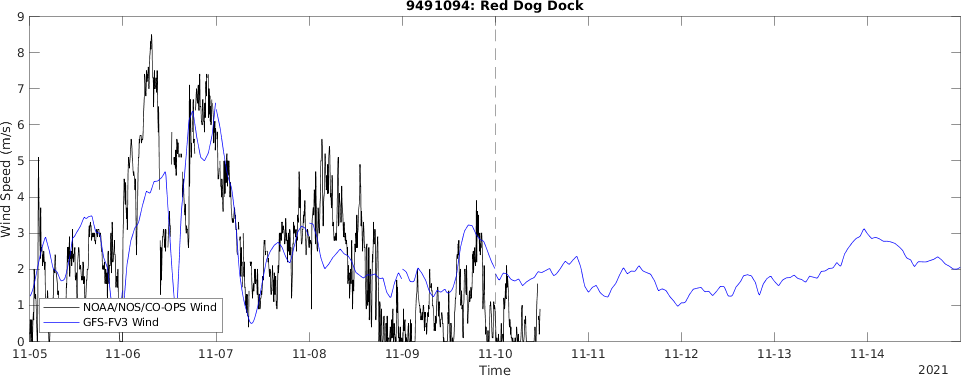 9491094: Red Dog Dock
Wind Speed (m/s)
9
8
7
6
5
4
3
2
1
0
NOAA/NOS/CO-OPS Wind
GFS-FV3 Wind
11-05 11-06 11-07 11-08 11-09 11-10 11-11 11-12 11-13 11-14
Time
2021